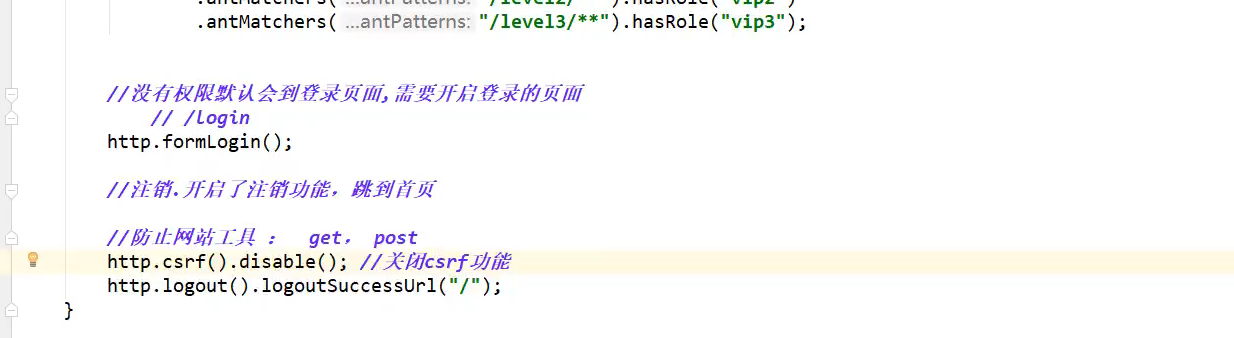 .antMatchers( ...antPatterns: "/level2/**").hasRole("vip2")
.antMatchers( ...antPatterns: "/level3/**").hasRole("vip3");
//没有权限默认会到登录页面,需要开启登录的页面
// /login
http.formLogin();
//注销.开启了注销功能，跳到首页
//防止网站工具 ： get， post
http.csrf().disable(); //关闭csrf功能
http.logout().logoutSuccessUrl("/");
}